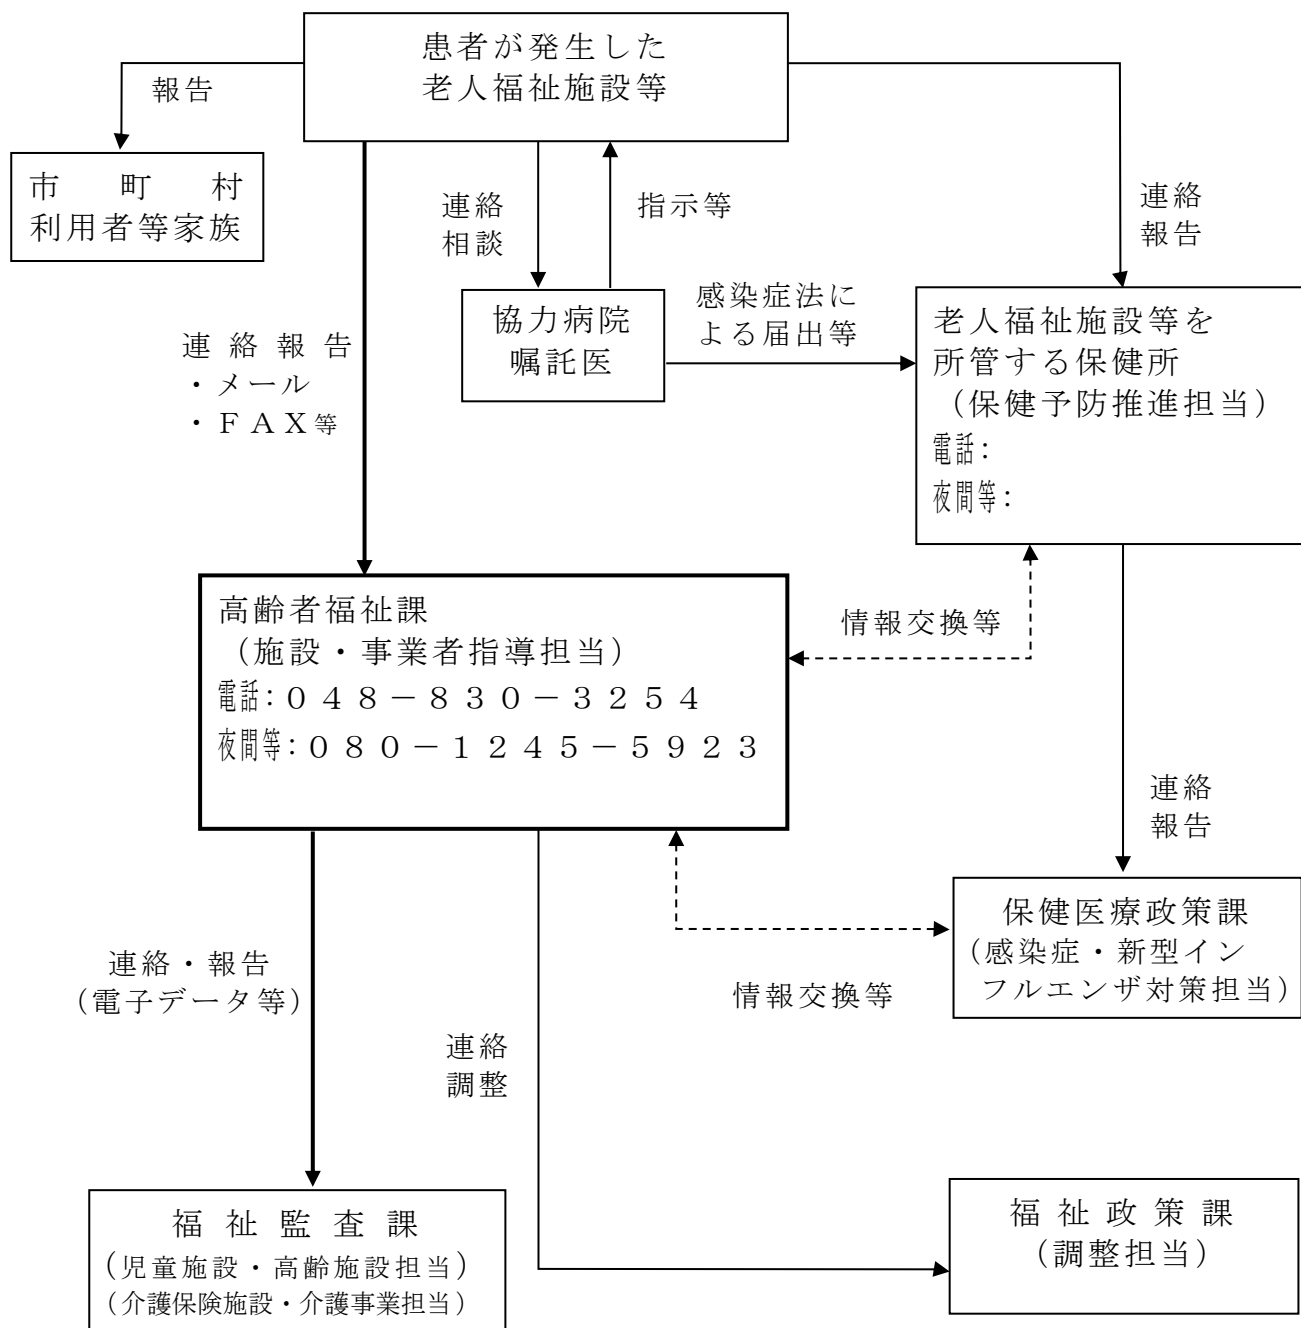 患者が発生した
老人福祉施設等
報告
市町村
利用者等家族
連絡
相談
指示等
連絡
報告
協力病院
嘱託医
感染症法に
よる届出等
老人福祉施設等を
所管する保健所
（保健予防推進担当）
電話：
夜間等：
連絡報告
・メール
・ＦＡＸ等
高齢者福祉課
（施設・事業者指導担当）
電話：０４８－８３０－３２５４
夜間等：０８０－１２４５－５９２３
情報交換等
連絡
報告
保健医療政策課
（感染症・新型イン
フルエンザ対策担当）
情報交換等
連絡・報告
（電子データ等）
連絡
調整
福祉監査課
（児童施設・高齢施設担当）
（介護保険施設・介護事業担当）
福祉政策課
（調整担当）